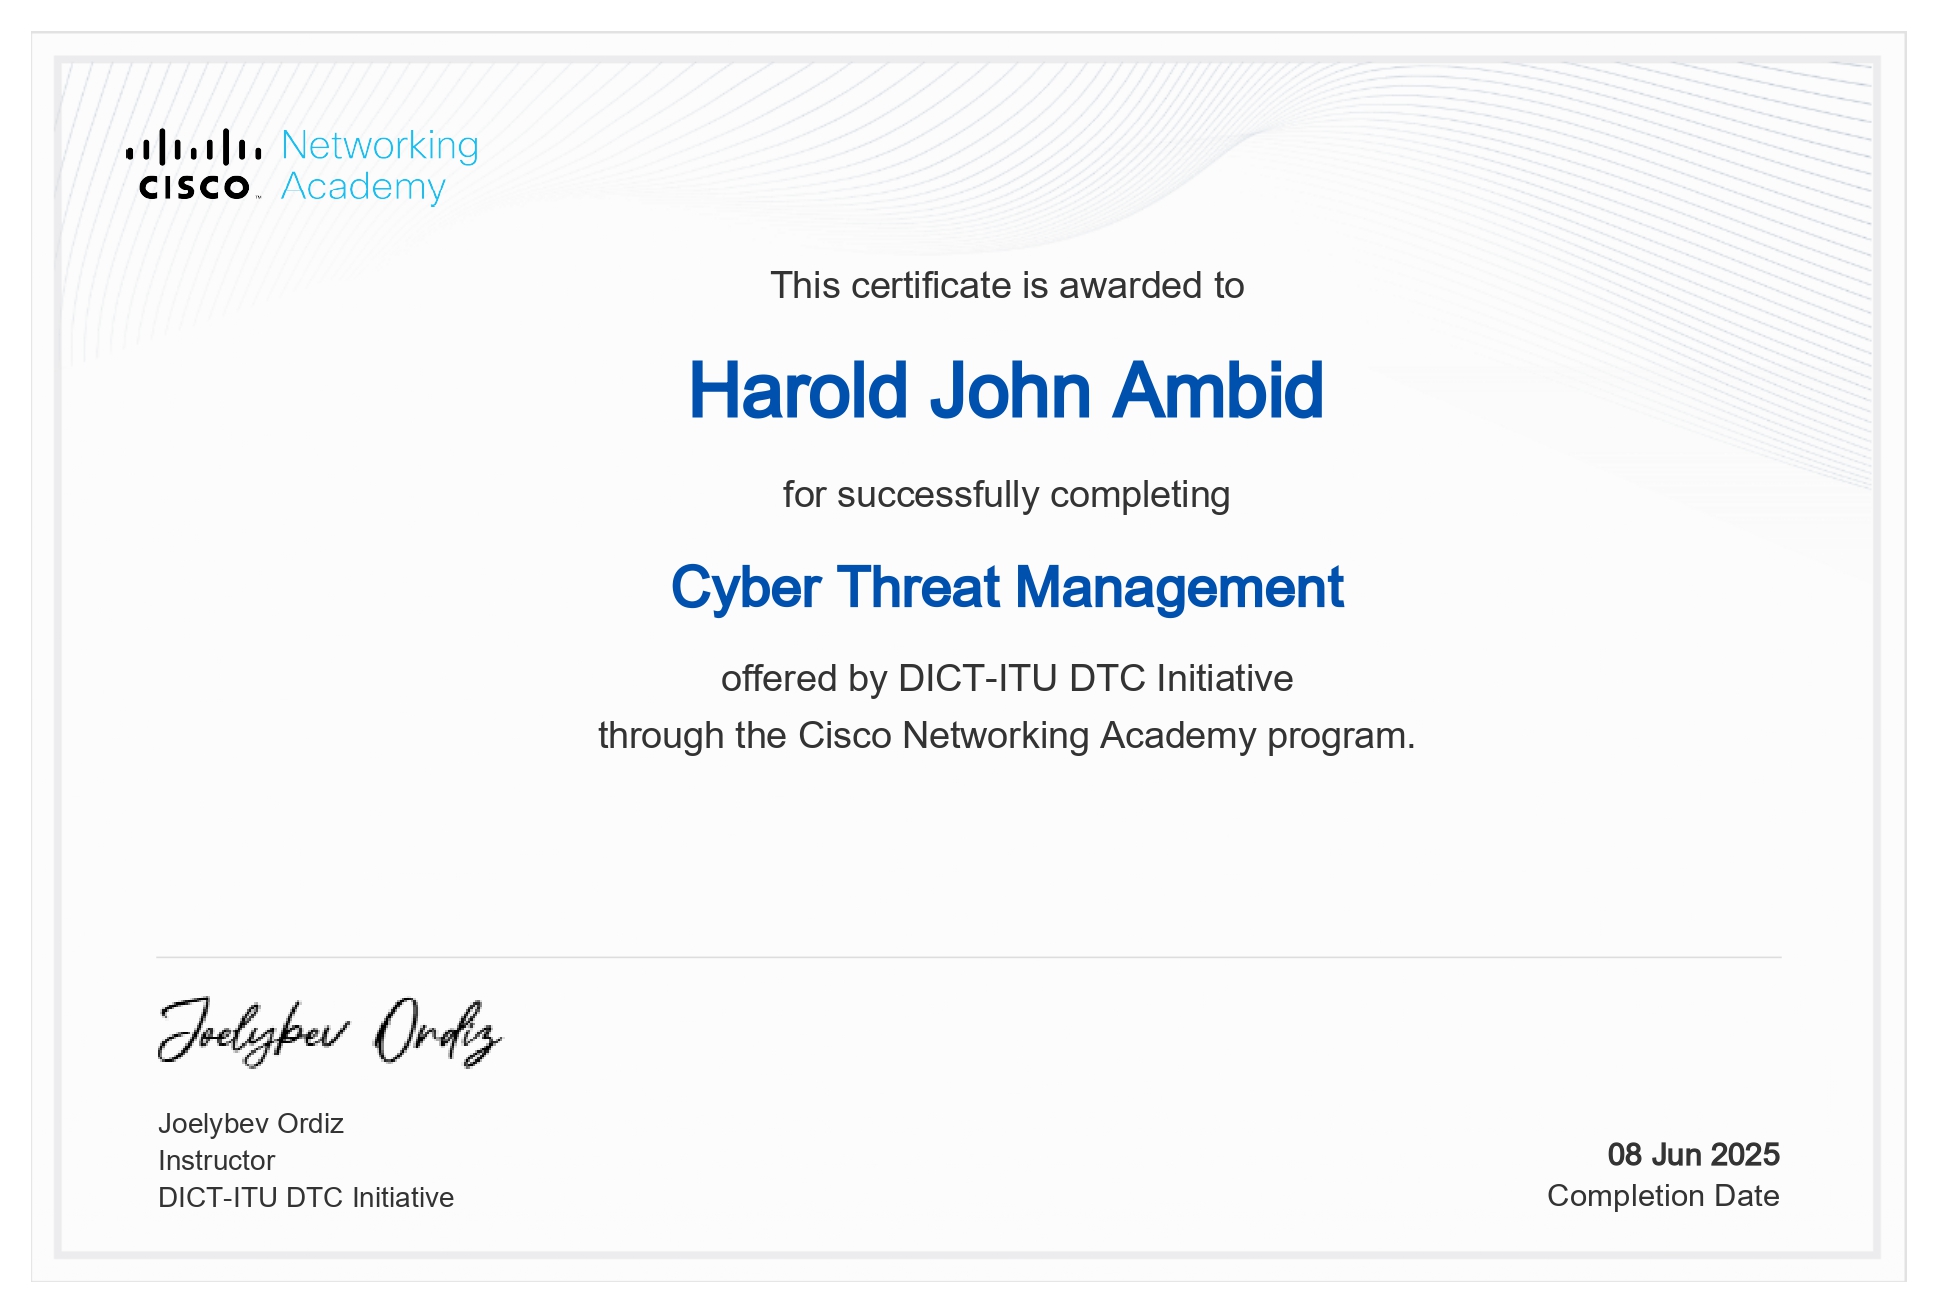 Networking
Academy
CISCO™
This certificate is awarded to
Harold John Ambid
for successfully completing
Cyber Threat Management
offered by DICT-ITU DTC Initiative
through the Cisco Networking Academy program.
Joelybev Ordiz
Joelybev Ordiz
Instructor
DICT-ITU DTC Initiative
08 Jun 2025
Completion Date